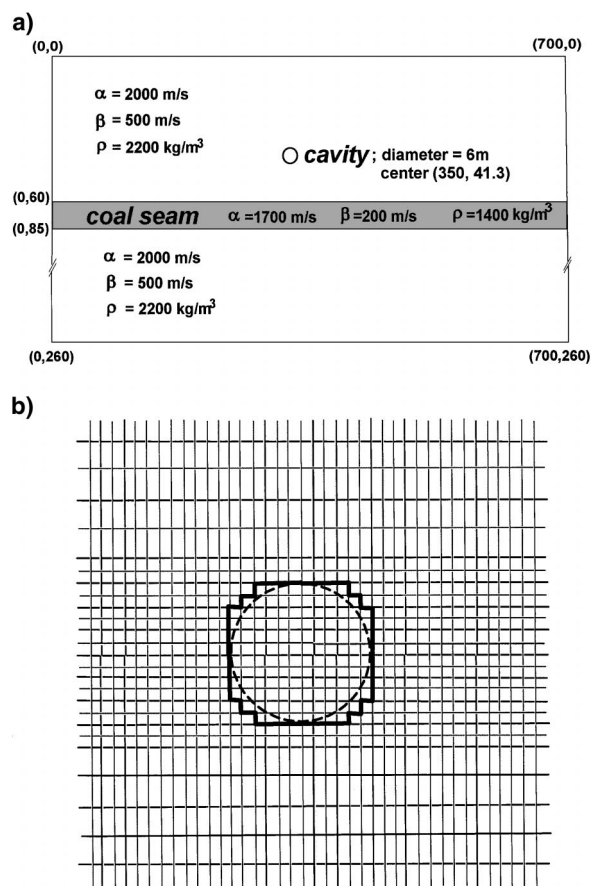 a)
(0,0) (700,0)
α = 2000 m/s
β = 500 m/s
ρ = 2200 kg/m³
cavity ; diameter = 6m
center (350, 41.3)
(0,60)
coal seam α =1700 m/s β =200 m/s ρ =1400 kg/m³
(0,85)
α = 2000 m/s
β = 500 m/s
ρ = 2200 kg/m³
(0,260) (700,260)
b)